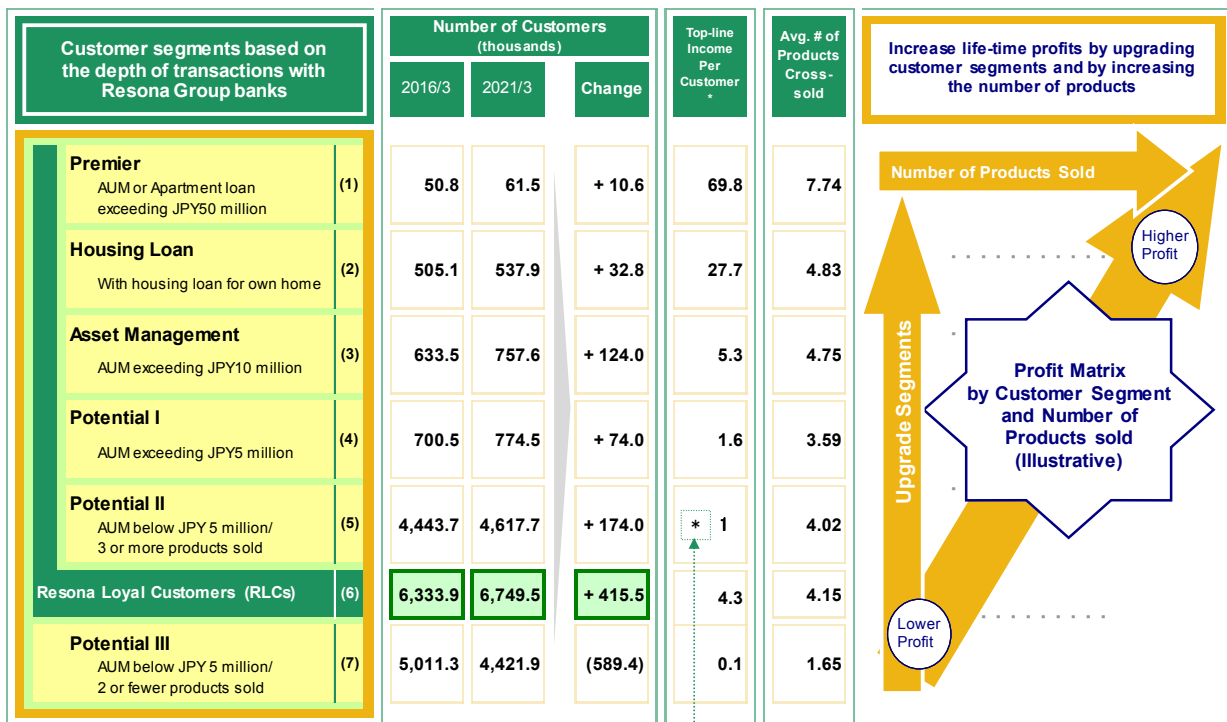 Customer segments based on
the depth of transactions with
Resona Group banks
Number of Customers
(thousands)
2016/3 2021/3 Change
Top-line
Income
Per
Customer
*
Avg. # of
Products
Cross-
sold
Increase life-time profits by upgrading
customer segments and by increasing
the number of products
Premier
AUM or Apartment loan
exceeding JPY50 million
(1) 50.8 61.5 + 10.6 69.8 7.74
Housing Loan
With housing loan for own home
(2) 505.1 537.9 + 32.8 27.7 4.83
Asset Management
AUM exceeding JPY10 million
(3) 633.5 757.6 + 124.0 5.3 4.75
Potential I
AUM exceeding JPY5 million
(4) 700.5 774.5 + 74.0 1.6 3.59
Potential II
AUM below JPY 5 million/
3 or more products sold
(5) 4,443.7 4,617.7 + 174.0 * 1 4.02
Resona Loyal Customers (RLCs) (6) 6,333.9 6,749.5 + 415.5 4.3 4.15
Potential III
AUM below JPY 5 million/
2 or fewer products sold
(7) 5,011.3 4,421.9 (589.4) 0.1 1.65
Number of Products Sold
Upgrade Segments
Higher
Profit
Profit Matrix
by Customer Segment
and Number of
Products sold
(Illustrative)
Lower
Profit